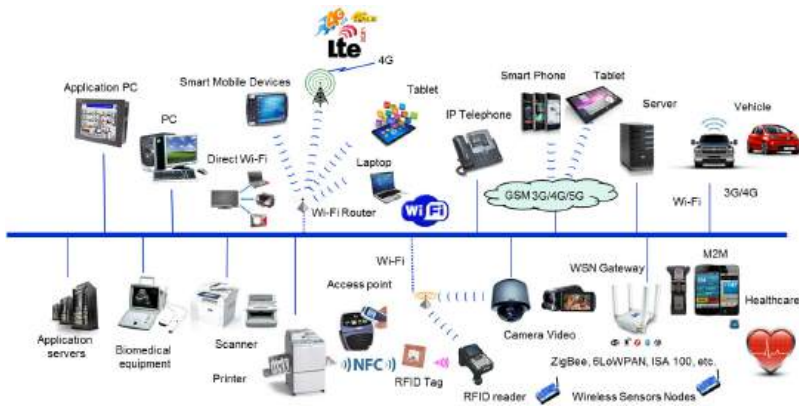 4G
Lte
4G
Application PC
Smart Mobile Devices
Smart Phone
Tablet
PC
Tablet
IP Telephone
Server
Vehicle
Direct Wi-Fi
Laptop
GSM 3G/4G/5G
Wi-Fi Router
Wi Fi
Wi-Fi
3G/4G
Wi-Fi
M2M
WSN Gateway
Access point
Healthcare
Application
servers
Biomedical
equipment
Scanner
Camera Video
Printer
NFC
RFID Tag
RFID reader
ZigBee, 6LoWPAN, ISA 100, etc.
Wireless Sensors Nodes